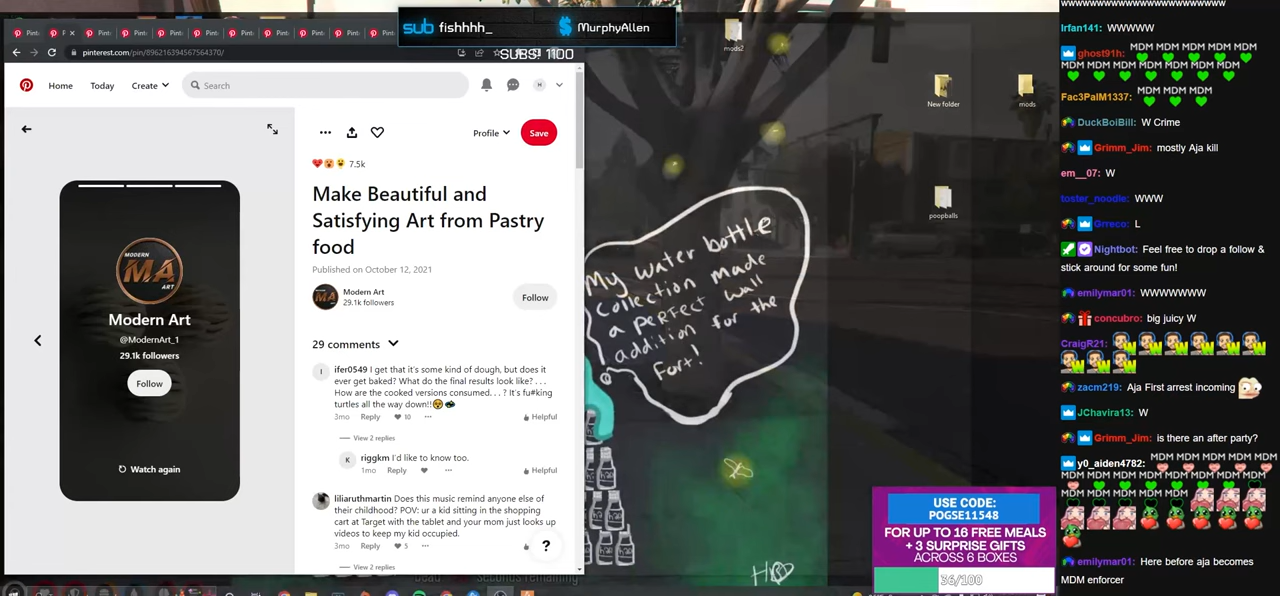 sub fishhhh_
$ MurphyAllen
SUBS: 1100
pinterest.com/pin/896216394567564370/
Home
Today
Create
Search
Profile
Save
7.5k
Make Beautiful and
Satisfying Art from Pastry
food
Published on October 12, 2021
Modern Art
29.1k followers
Follow
29 comments
ifer0549 I get that it's some kind of dough, but does it
ever get baked? What do the final results look like? . . .
How are the cooked versions consumed. . . ? It's fu#king
turtles all the way down!!
3mo Reply 10 Helpful
View 2 replies
K riggkm I'd like to know too.
1mo Reply Helpful
liliaruthmartin Does this music remind anyone else of
their childhood? POV: ur a kid sitting in the shopping
cart at Target with the tablet and your mom just looks up
videos to keep my kid occupied.
3mo Reply 5
View 2 replies
?
MODERN
MA
ART
Modern Art
@ModernArt_1
29.1k followers
Follow
Watch again
mods2
New folder
mods
poopballs
My water bottle
collection made
a perfect wall
addition for the
fort!
seconds remaining
USE CODE:
POGSE11548
FOR UP TO 16 FREE MEALS
+ 3 SURPRISE GIFTS
ACROSS 6 BOXES
36/100
Irfan141: WWWWW
ghost91h: MDM MDM MDM MDM MDM
MDM MDM MDM MDM MDM MDM MDM
Fac3PalM1337: MDM MDM MDM
DuckBoiBill: W Crime
Grimm_Jim: mostly Aja kill
em__07: W
toster_noodle: WWW
Grreco: L
Nightbot: Feel free to drop a follow &
stick around for some fun!
emilymar01: WWWWWWW
concubro: big juicy W
CraigR21:
zacm219: Aja First arrest incoming
JChavira13: W
Grimm_Jim: is there an after party?
y0_aiden4782: MDM MDM MDM MDM MDM
MDM MDM MDM MDM MDM
emilymar01: Here before aja becomes
MDM enforcer